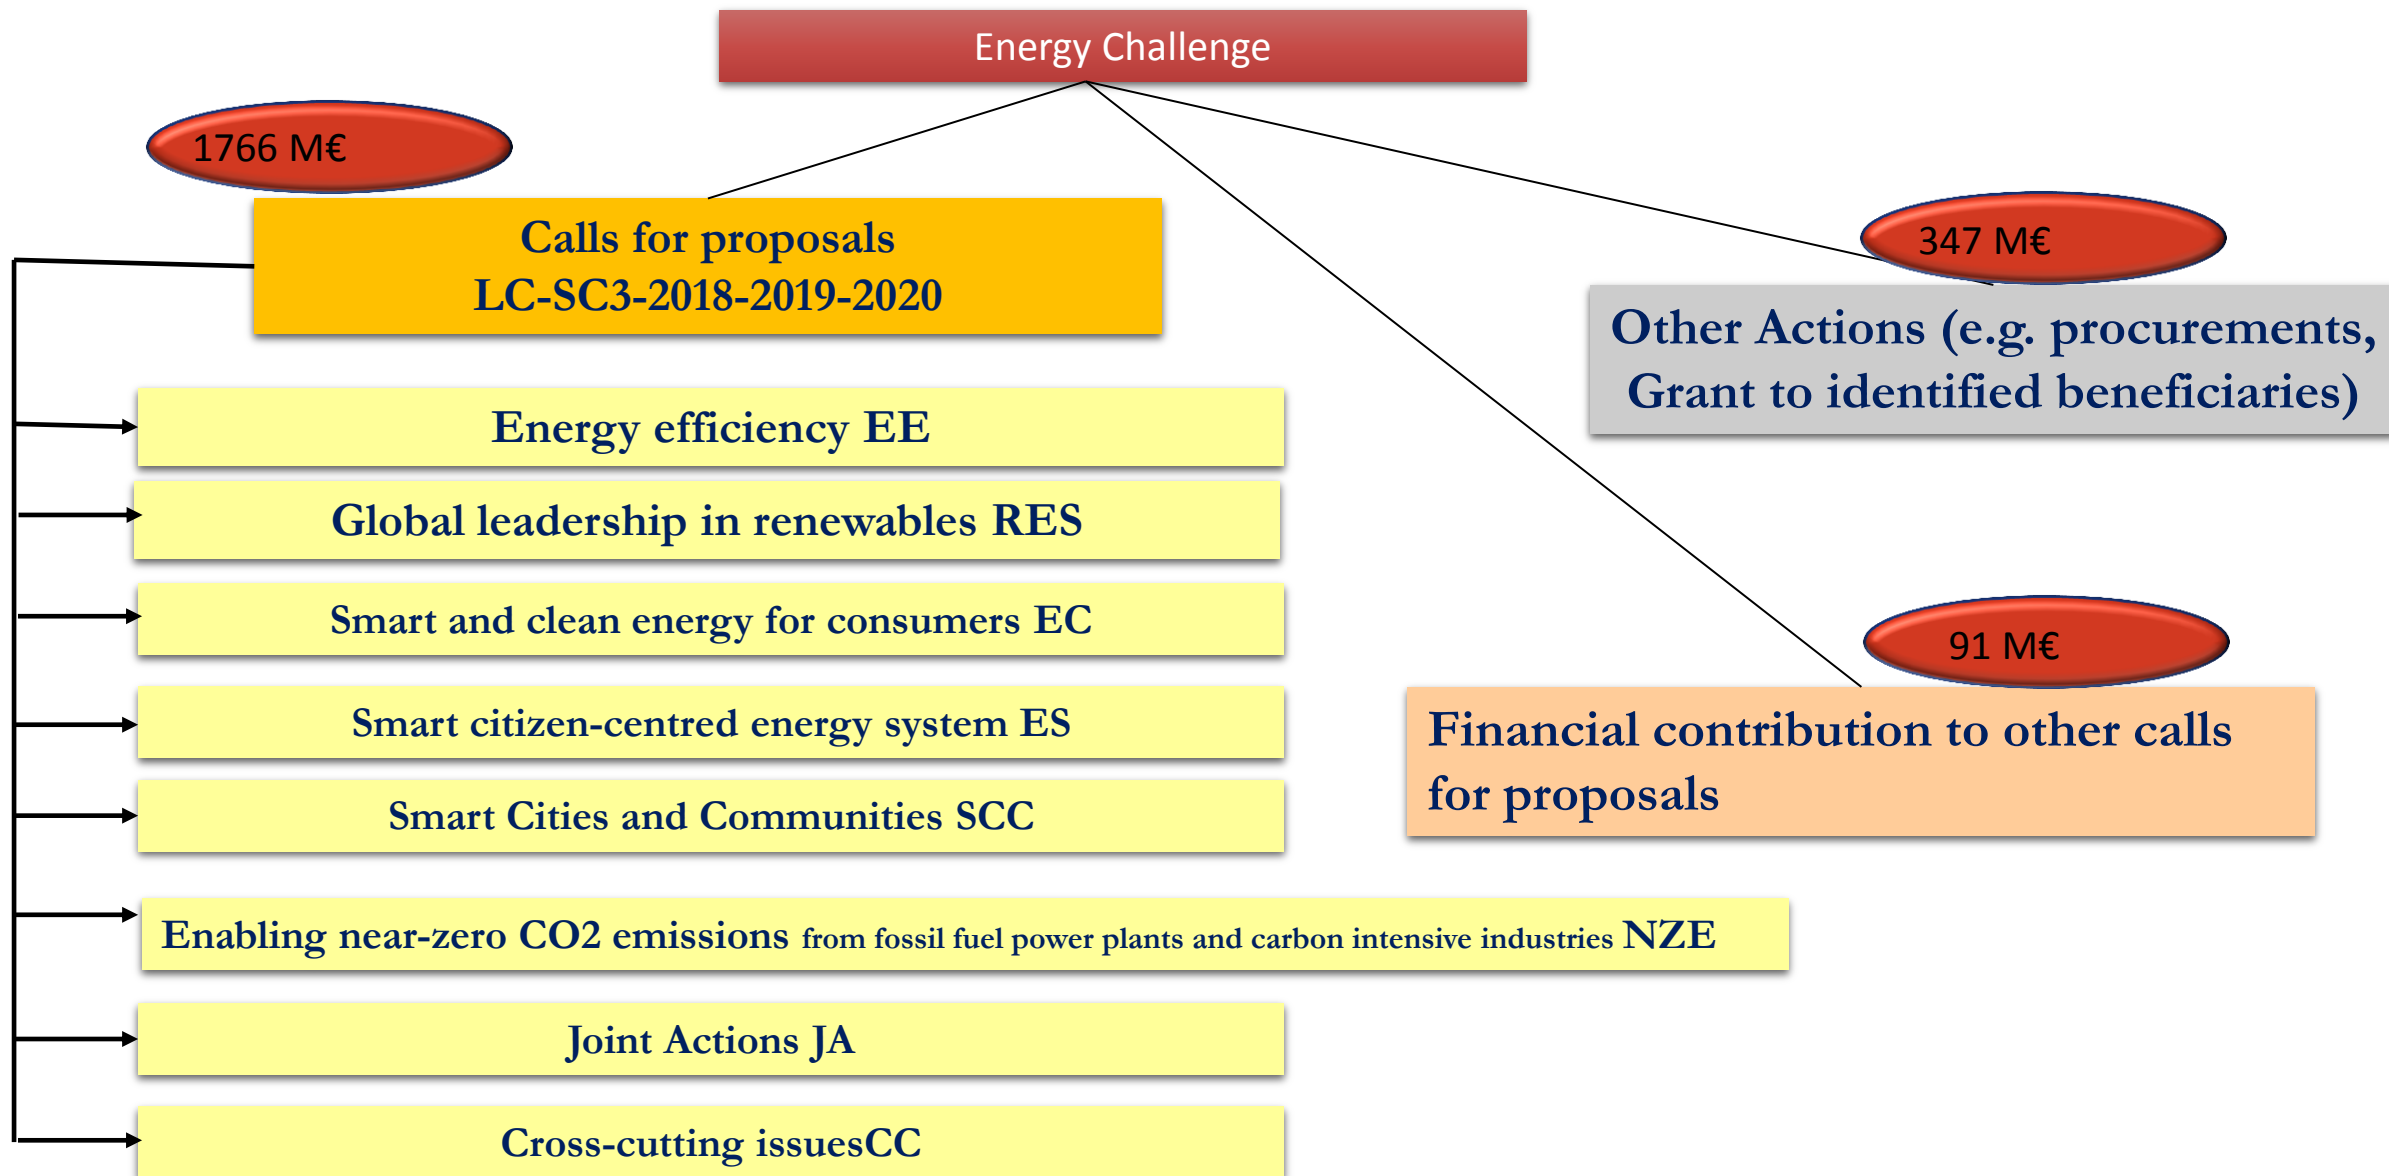 Energy Challenge
1766 M€
Calls for proposals
LC-SC3-2018-2019-2020
347 M€
Other Actions (e.g. procurements,
Grant to identified beneficiaries)
Energy efficiency EE
Global leadership in renewables RES
Smart and clean energy for consumers EC
91 M€
Smart citizen-centred energy system ES
Financial contribution to other calls
for proposals
Smart Cities and Communities SCC
Enabling near-zero CO2 emissions from fossil fuel power plants and carbon intensive industries NZE
Joint Actions JA
Cross-cutting issuesCC